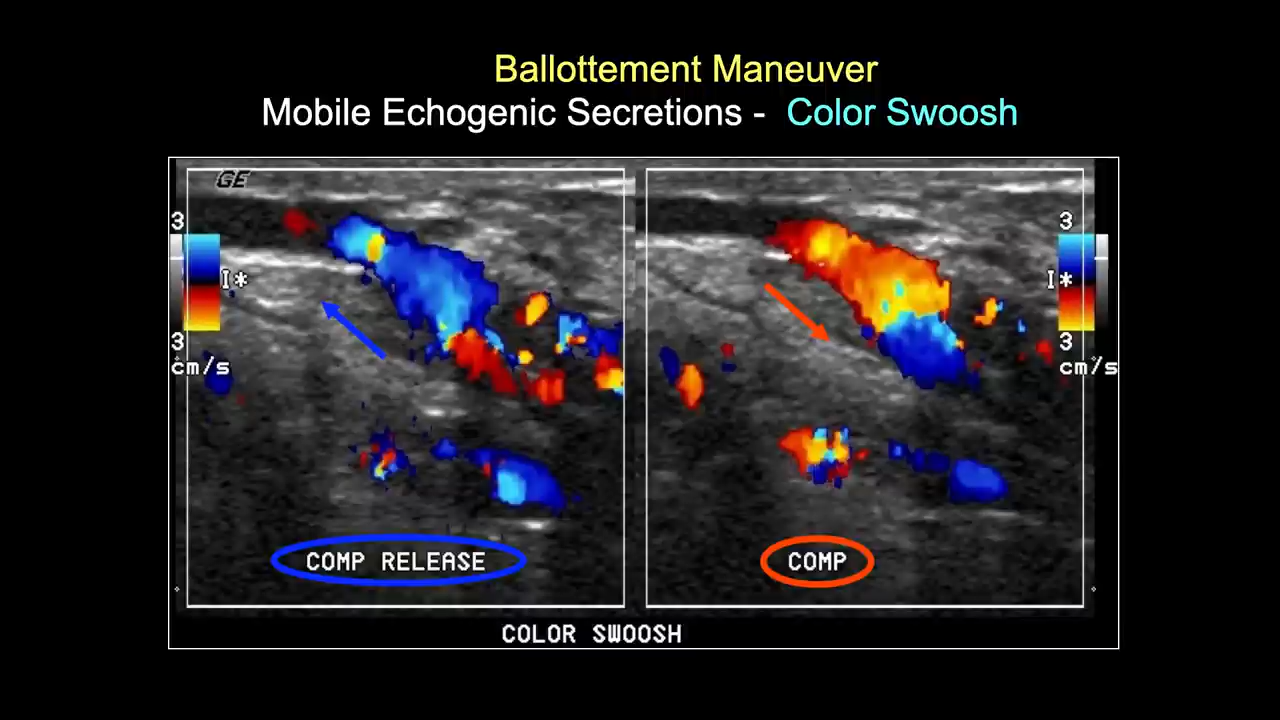 Ballottement Maneuver
Mobile Echogenic Secretions - Color Swoosh
GE
3
3
cm/s
I*
COMP RELEASE
3
3
cm/s
I*
COMP
COLOR SWOOSH